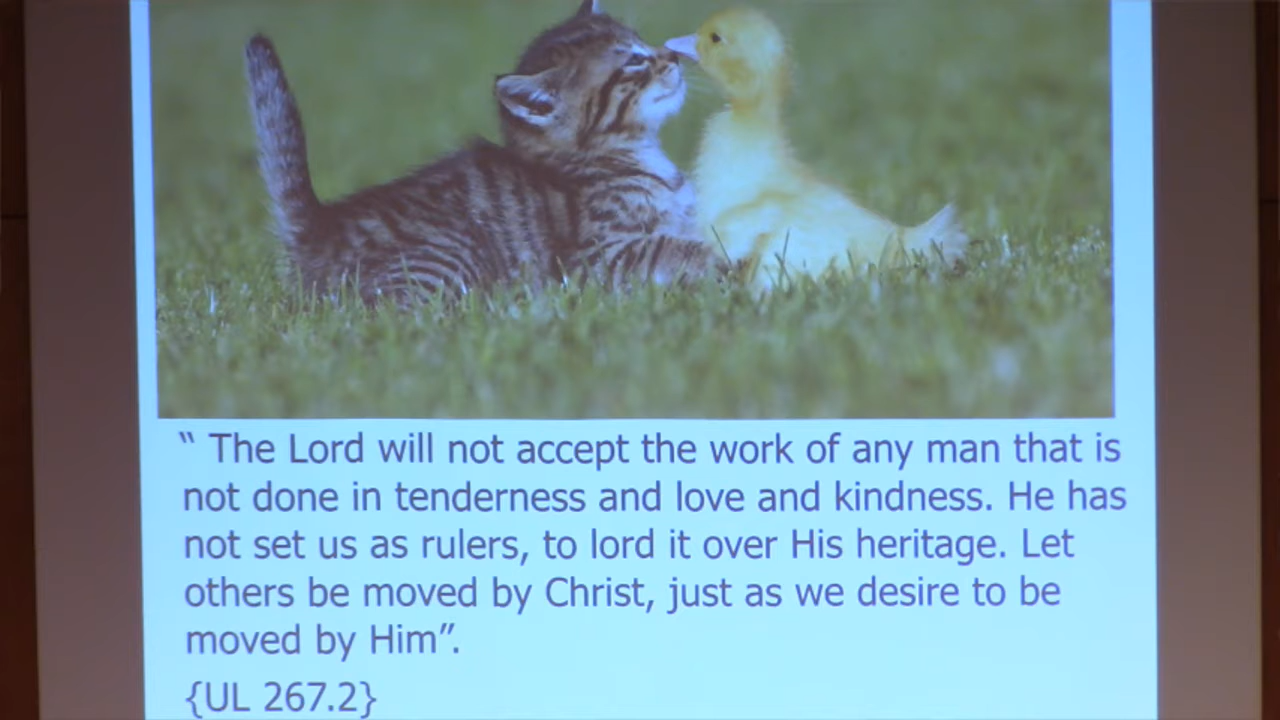 “ The Lord will not accept the work of any man that is
not done in tenderness and love and kindness. He has
not set us as rulers, to lord it over His heritage. Let
others be moved by Christ, just as we desire to be
moved by Him”.
{UL 267.2}